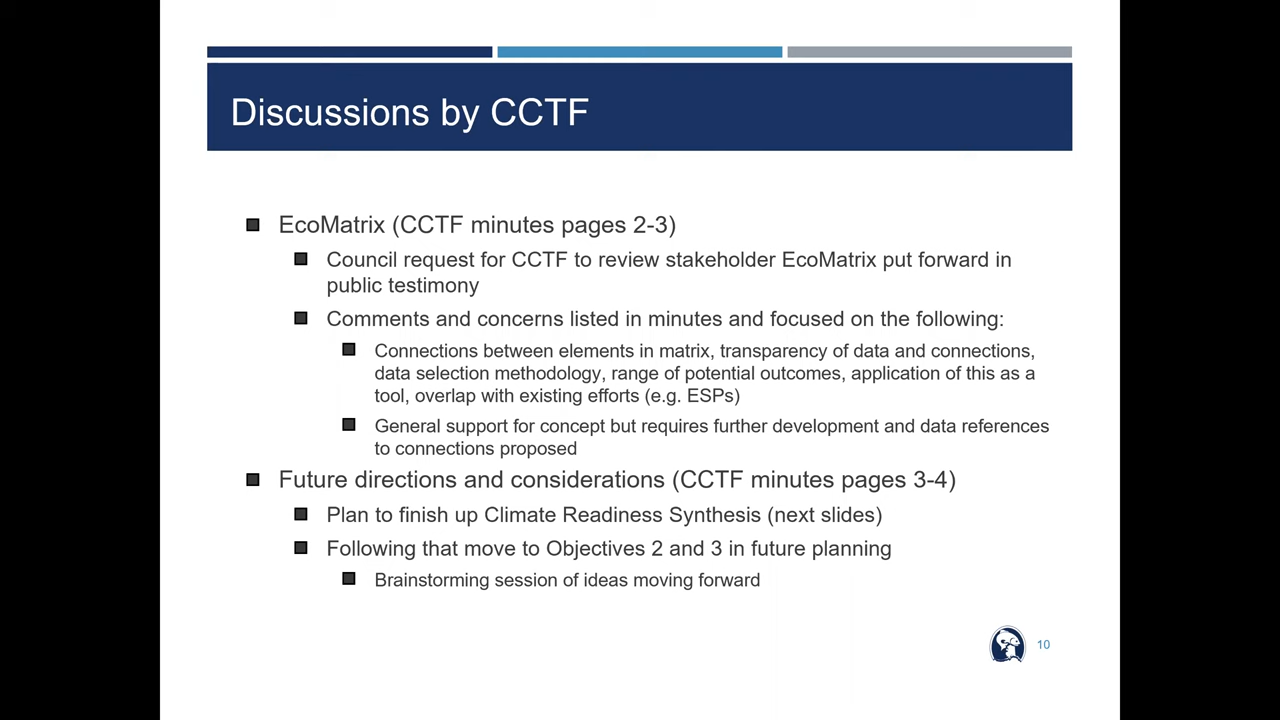 Discussions by CCTF
EcoMatrix (CCTF minutes pages 2-3)
Council request for CCTF to review stakeholder EcoMatrix put forward in
public testimony
Comments and concerns listed in minutes and focused on the following:
Connections between elements in matrix, transparency of data and connections,
data selection methodology, range of potential outcomes, application of this as a
tool, overlap with existing efforts (e.g. ESPs)
General support for concept but requires further development and data references
to connections proposed
Future directions and considerations (CCTF minutes pages 3-4)
Plan to finish up Climate Readiness Synthesis (next slides)
Following that move to Objectives 2 and 3 in future planning
Brainstorming session of ideas moving forward
10